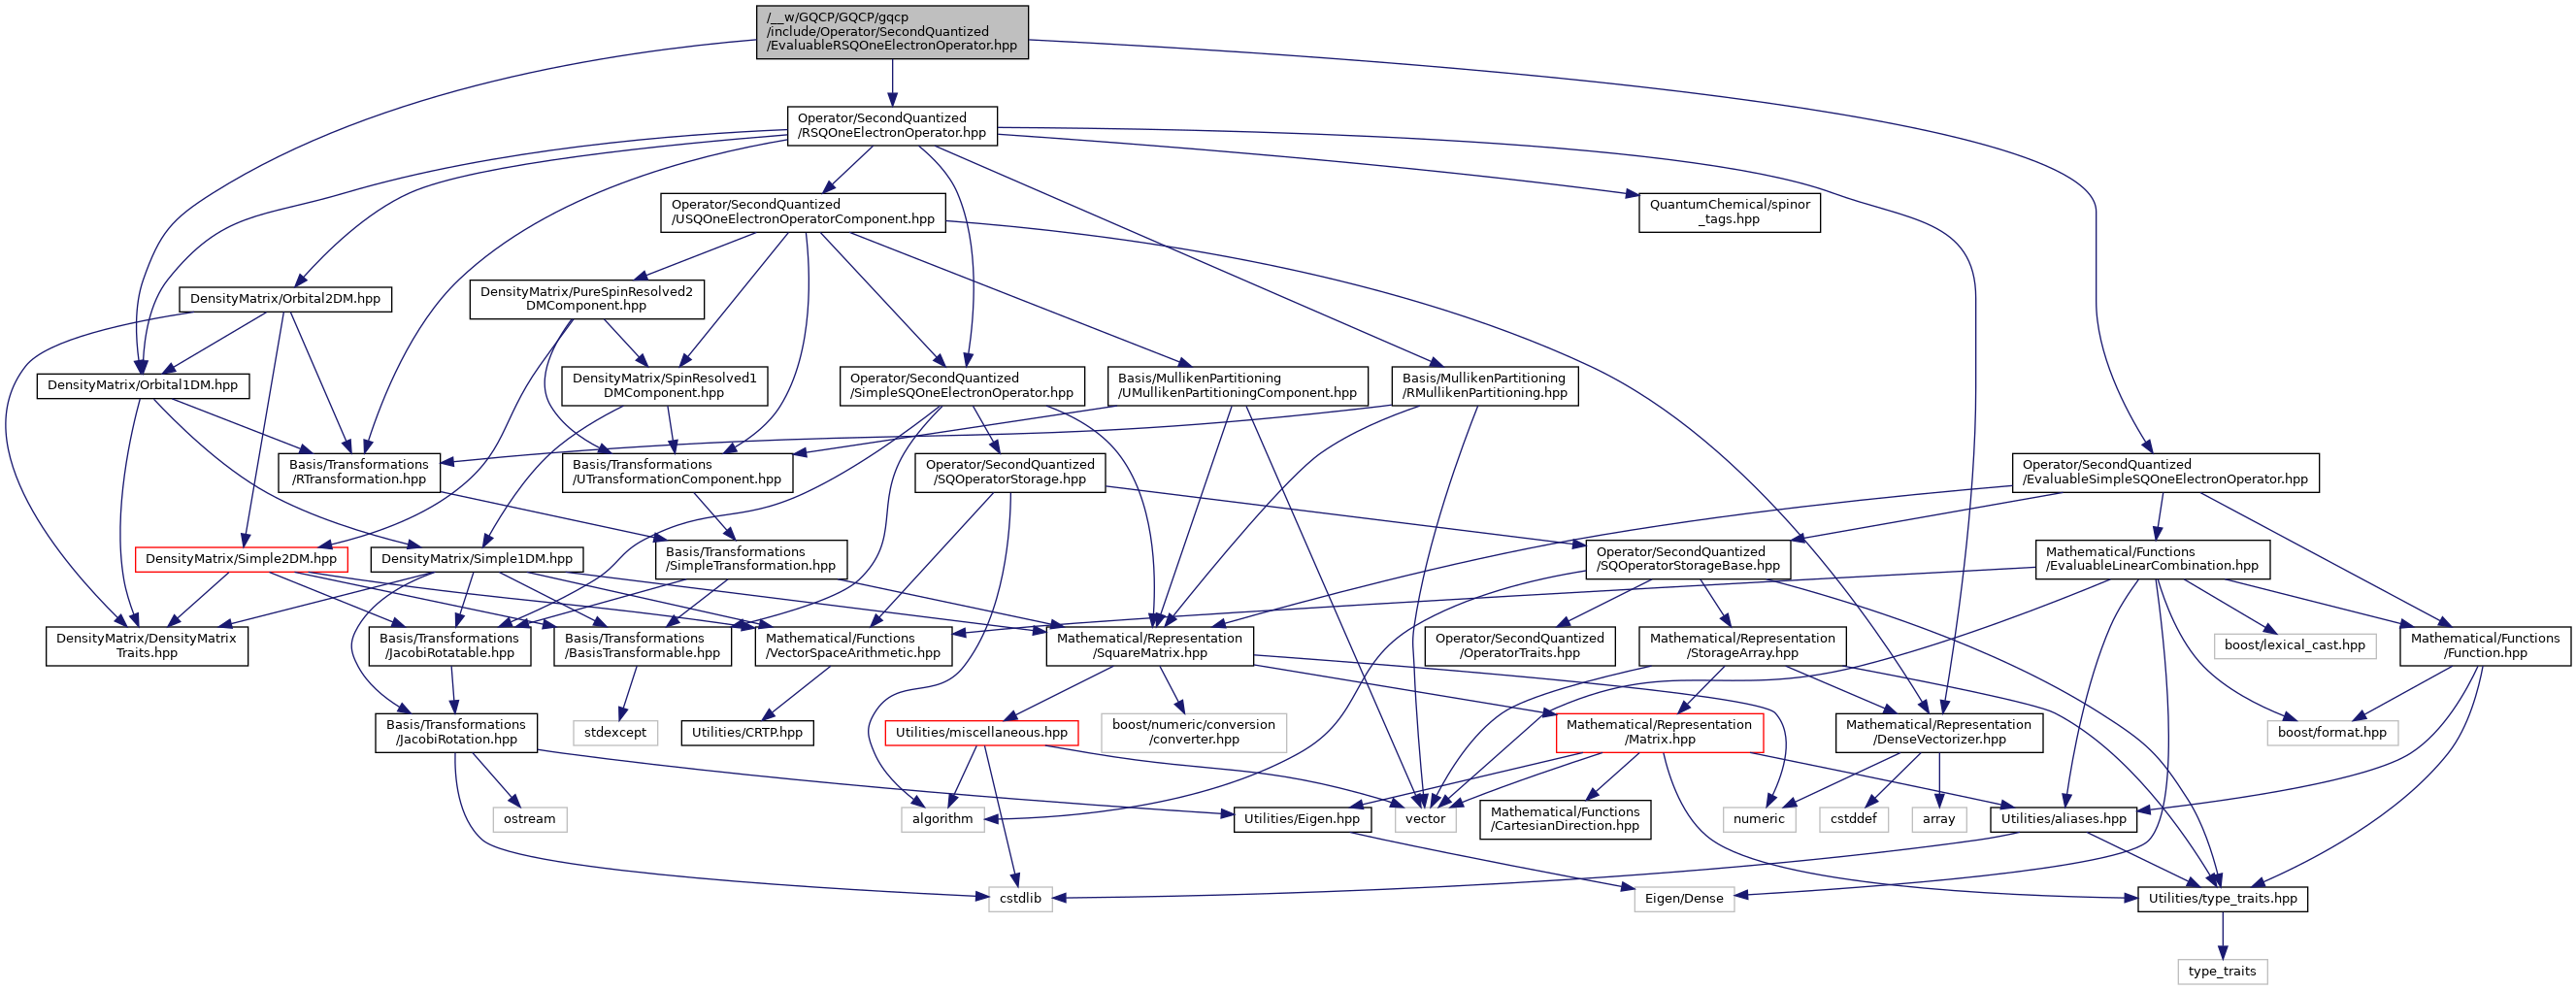 /__w/GQCP/GQCP/gqcp
/include/Operator/SecondQuantized
/EvaluableRSQOneElectronOperator.hpp
Operator/SecondQuantized
/RSQOneElectronOperator.hpp
Operator/SecondQuantized
/USQOneElectronOperatorComponent.hpp
QuantumChemical/spinor
_tags.hpp
DensityMatrix/Orbital2DM.hpp
DensityMatrix/PureSpinResolved2
DMComponent.hpp
DensityMatrix/Orbital1DM.hpp
DensityMatrix/SpinResolved1
DMComponent.hpp
Operator/SecondQuantized
/SimpleSQOneElectronOperator.hpp
Basis/MullikenPartitioning
/UMullikenPartitioningComponent.hpp
Basis/MullikenPartitioning
/RMullikenPartitioning.hpp
Basis/Transformations
/RTransformation.hpp
Basis/Transformations
/UTransformationComponent.hpp
Operator/SecondQuantized
/SQOperatorStorage.hpp
Operator/SecondQuantized
/EvaluableSimpleSQOneElectronOperator.hpp
DensityMatrix/Simple2DM.hpp
DensityMatrix/Simple1DM.hpp
Basis/Transformations
/SimpleTransformation.hpp
Operator/SecondQuantized
/SQOperatorStorageBase.hpp
Mathematical/Functions
/EvaluableLinearCombination.hpp
DensityMatrix/DensityMatrix
Traits.hpp
Basis/Transformations
/JacobiRotatable.hpp
Basis/Transformations
/BasisTransformable.hpp
Mathematical/Functions
/VectorSpaceArithmetic.hpp
Mathematical/Representation
/SquareMatrix.hpp
Operator/SecondQuantized
/OperatorTraits.hpp
Mathematical/Representation
/StorageArray.hpp
boost/lexical_cast.hpp
Mathematical/Functions
/Function.hpp
Basis/Transformations
/JacobiRotation.hpp
stdexcept
Utilities/CRTP.hpp
Utilities/miscellaneous.hpp
boost/numeric/conversion
/converter.hpp
Mathematical/Representation
/Matrix.hpp
Mathematical/Representation
/DenseVectorizer.hpp
boost/format.hpp
ostream
algorithm
Utilities/Eigen.hpp
vector
Mathematical/Functions
/CartesianDirection.hpp
numeric
cstddef
array
Utilities/aliases.hpp
cstdlib
Eigen/Dense
Utilities/type_traits.hpp
type_traits